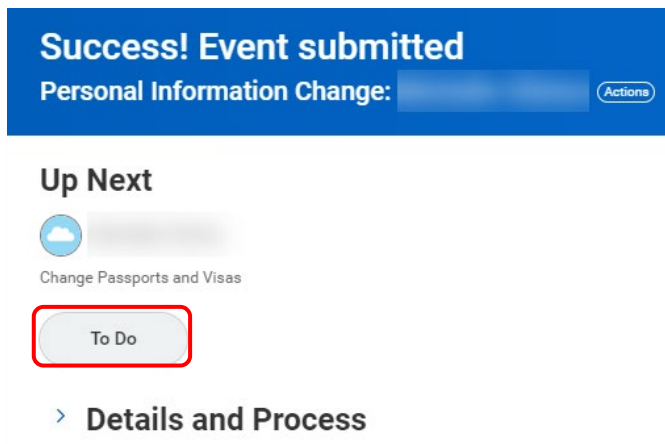 Success! Event submitted
Personal Information Change:
Actions
Up Next
Change Passports and Visas
To Do
Details and Process